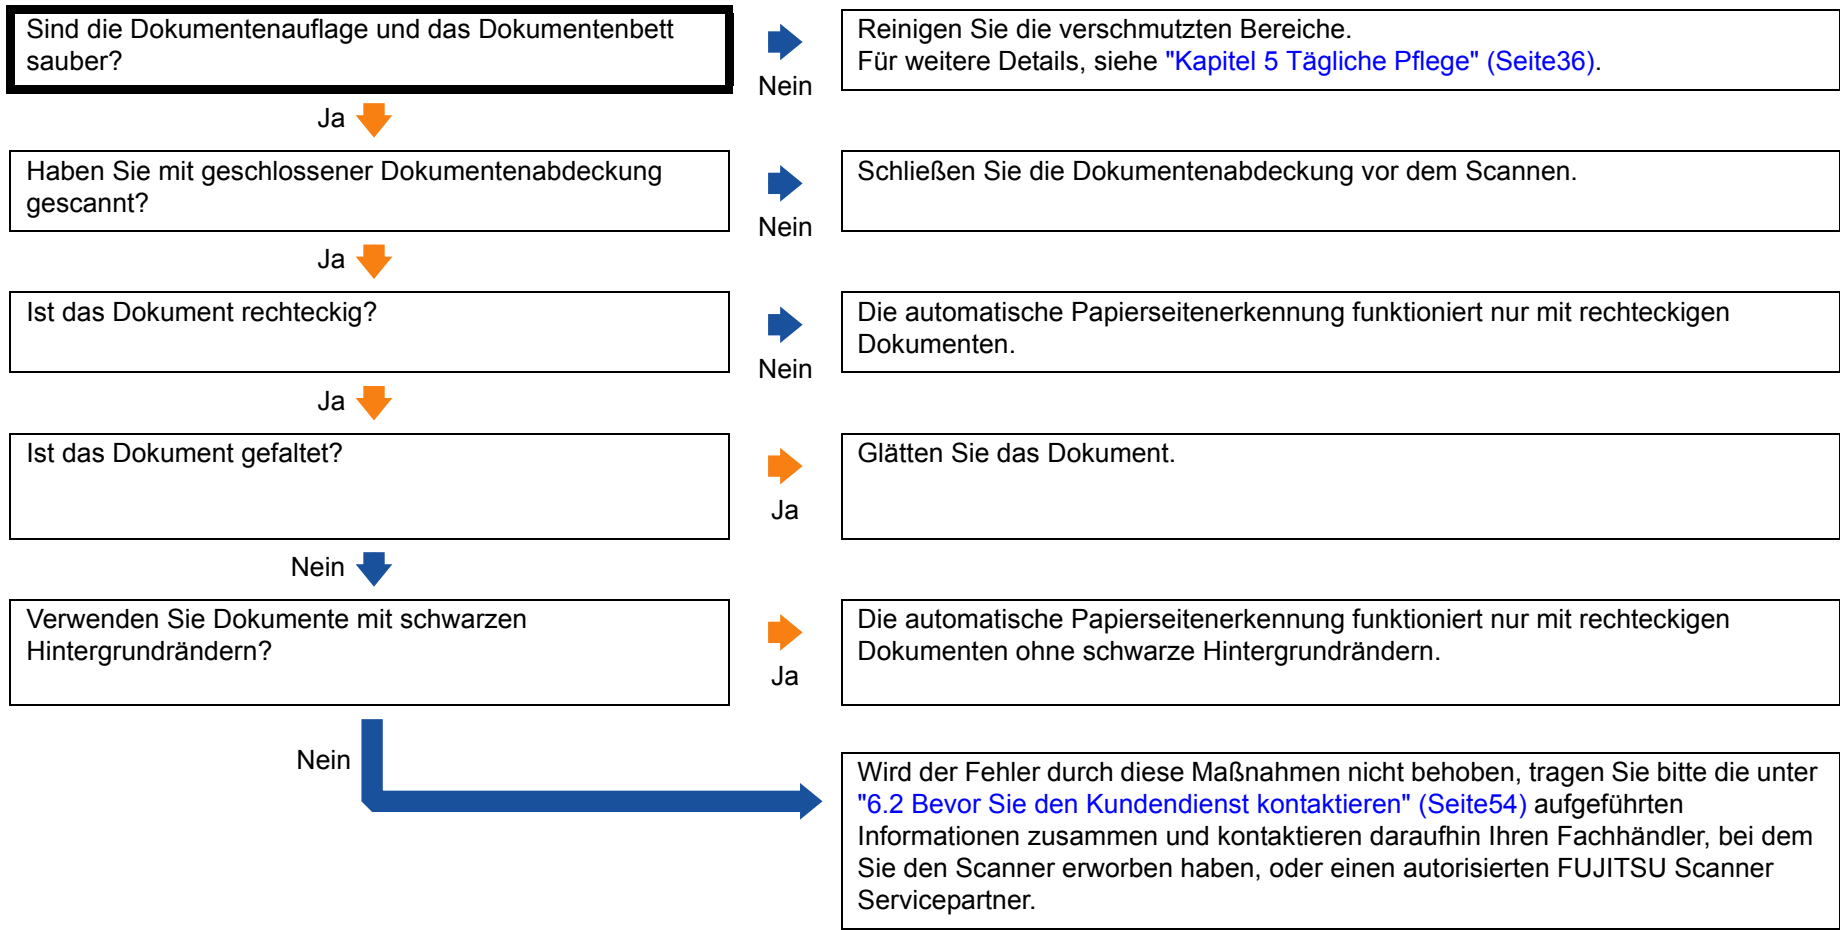 Sind die Dokumentenauflage und das Dokumentenbett
sauber?
Nein
Reinigen Sie die verschmutzten Bereiche.
Für weitere Details, siehe "Kapitel 5 Tägliche Pflege" (Seite36).
Ja
Haben Sie mit geschlossener Dokumentenabdeckung
gescannt?
Nein
Schließen Sie die Dokumentenabdeckung vor dem Scannen.
Ja
Ist das Dokument rechteckig?
Nein
Die automatische Papierseitenerkennung funktioniert nur mit rechteckigen
Dokumenten.
Ja
Ist das Dokument gefaltet?
Ja
Glätten Sie das Dokument.
Nein
Verwenden Sie Dokumente mit schwarzen
Hintergrundrändern?
Ja
Die automatische Papierseitenerkennung funktioniert nur mit rechteckigen
Dokumenten ohne schwarze Hintergrundrändern.
Nein
Wird der Fehler durch diese Maßnahmen nicht behoben, tragen Sie bitte die unter
"6.2 Bevor Sie den Kundendienst kontaktieren" (Seite54) aufgeführten
Informationen zusammen und kontaktieren daraufhin Ihren Fachhändler, bei dem
Sie den Scanner erworben haben, oder einen autorisierten FUJITSU Scanner
Servicepartner.